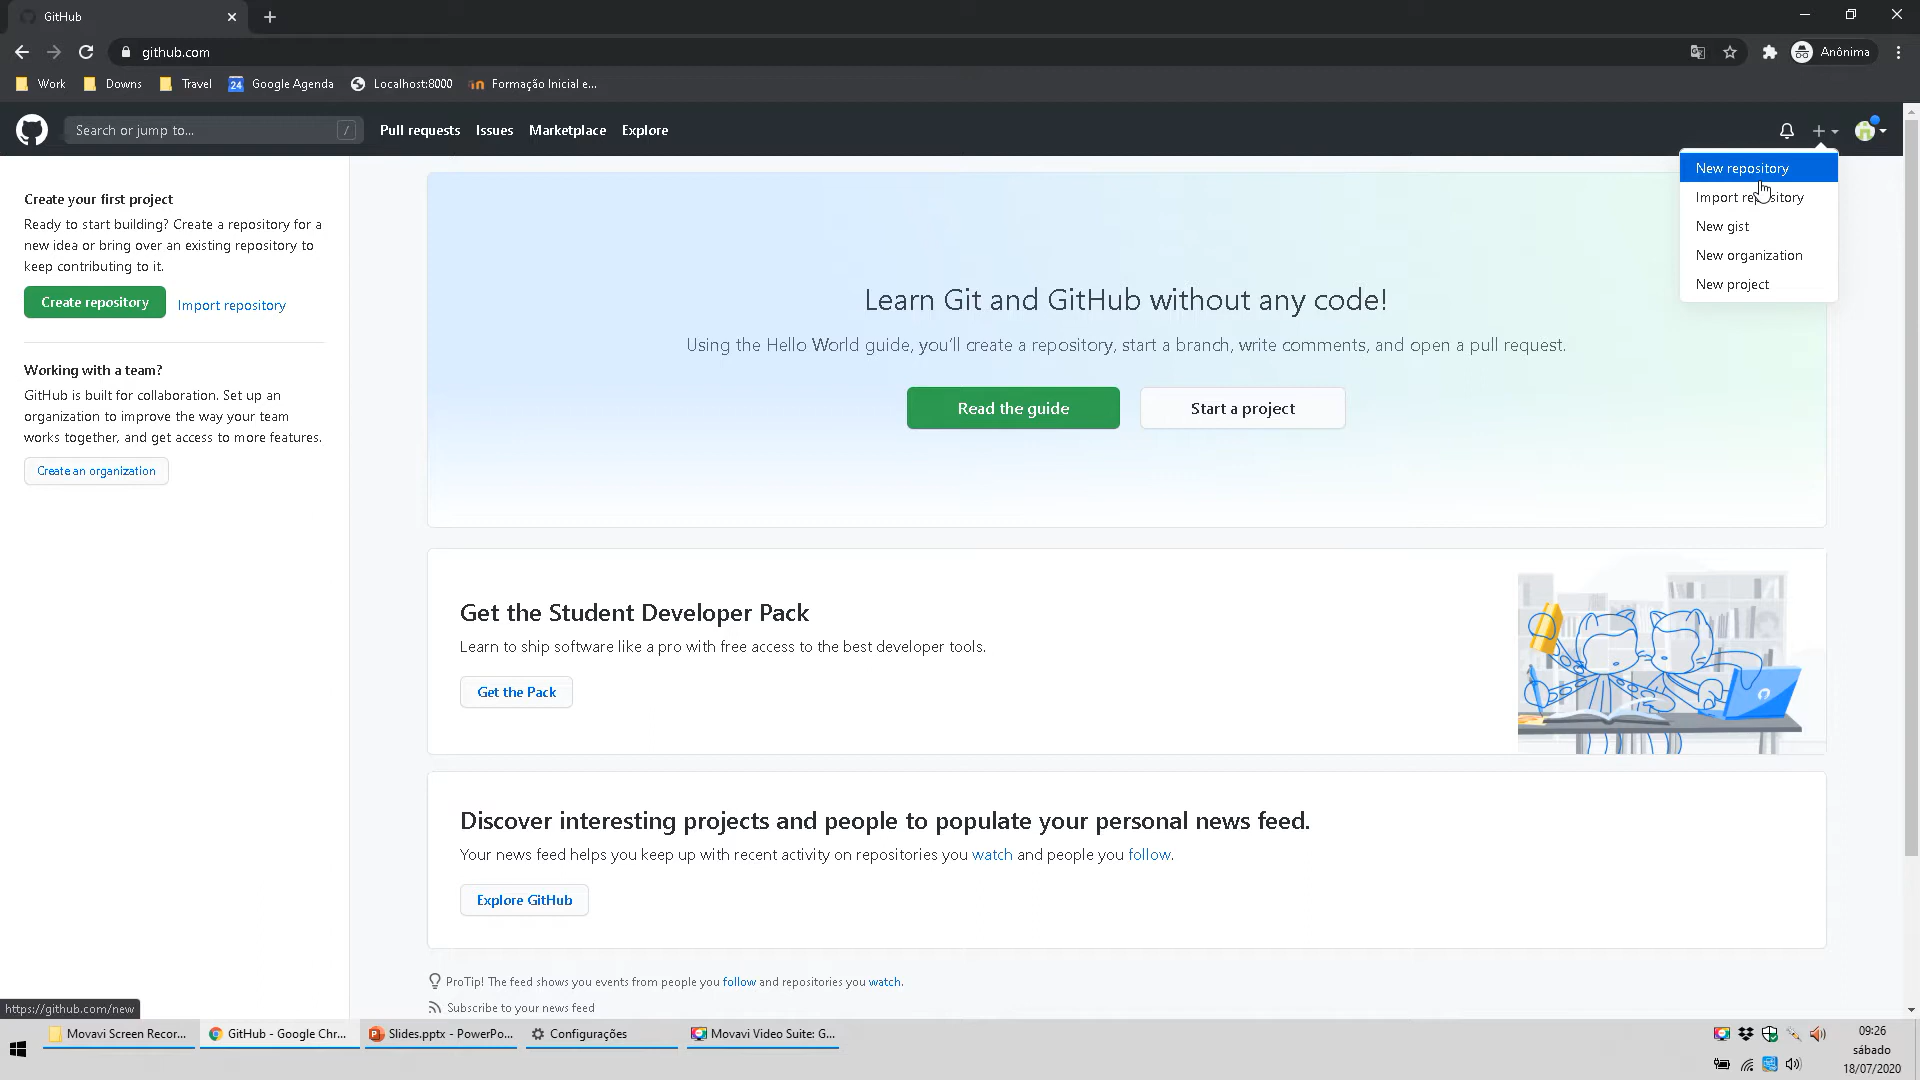 GitHub
github.com
Anônima
Work
Downs
Travel
24
Google Agenda
Localhost:8000
in
Formação Inicial e...
Search or jump to...
/
Pull requests
Issues
Marketplace
Explore
New repository
Import repository
New gist
New organization
New project
Create your first project
Ready to start building? Create a repository for a
new idea or bring over an existing repository to
keep contributing to it.
Create repository
Import repository
Working with a team?
GitHub is built for collaboration. Set up an
organization to improve the way your team
works together, and get access to more features.
Create an organization
Learn Git and GitHub without any code!
Using the Hello World guide, you'll create a repository, start a branch, write comments, and open a pull request.
Read the guide
Start a project
Get the Student Developer Pack
Learn to ship software like a pro with free access to the best developer tools.
Get the Pack
Discover interesting projects and people to populate your personal news feed.
Your news feed helps you keep up with recent activity on repositories you watch and people you follow.
Explore GitHub
ProTip! The feed shows you events from people you follow and repositories you watch.
Subscribe to your news feed
https://github.com/new
Movavi Screen Recor...
GitHub - Google Chr...
Slides.pptx - PowerPo...
Configurações
Movavi Video Suite: G...
09:26
sábado
18/07/2020